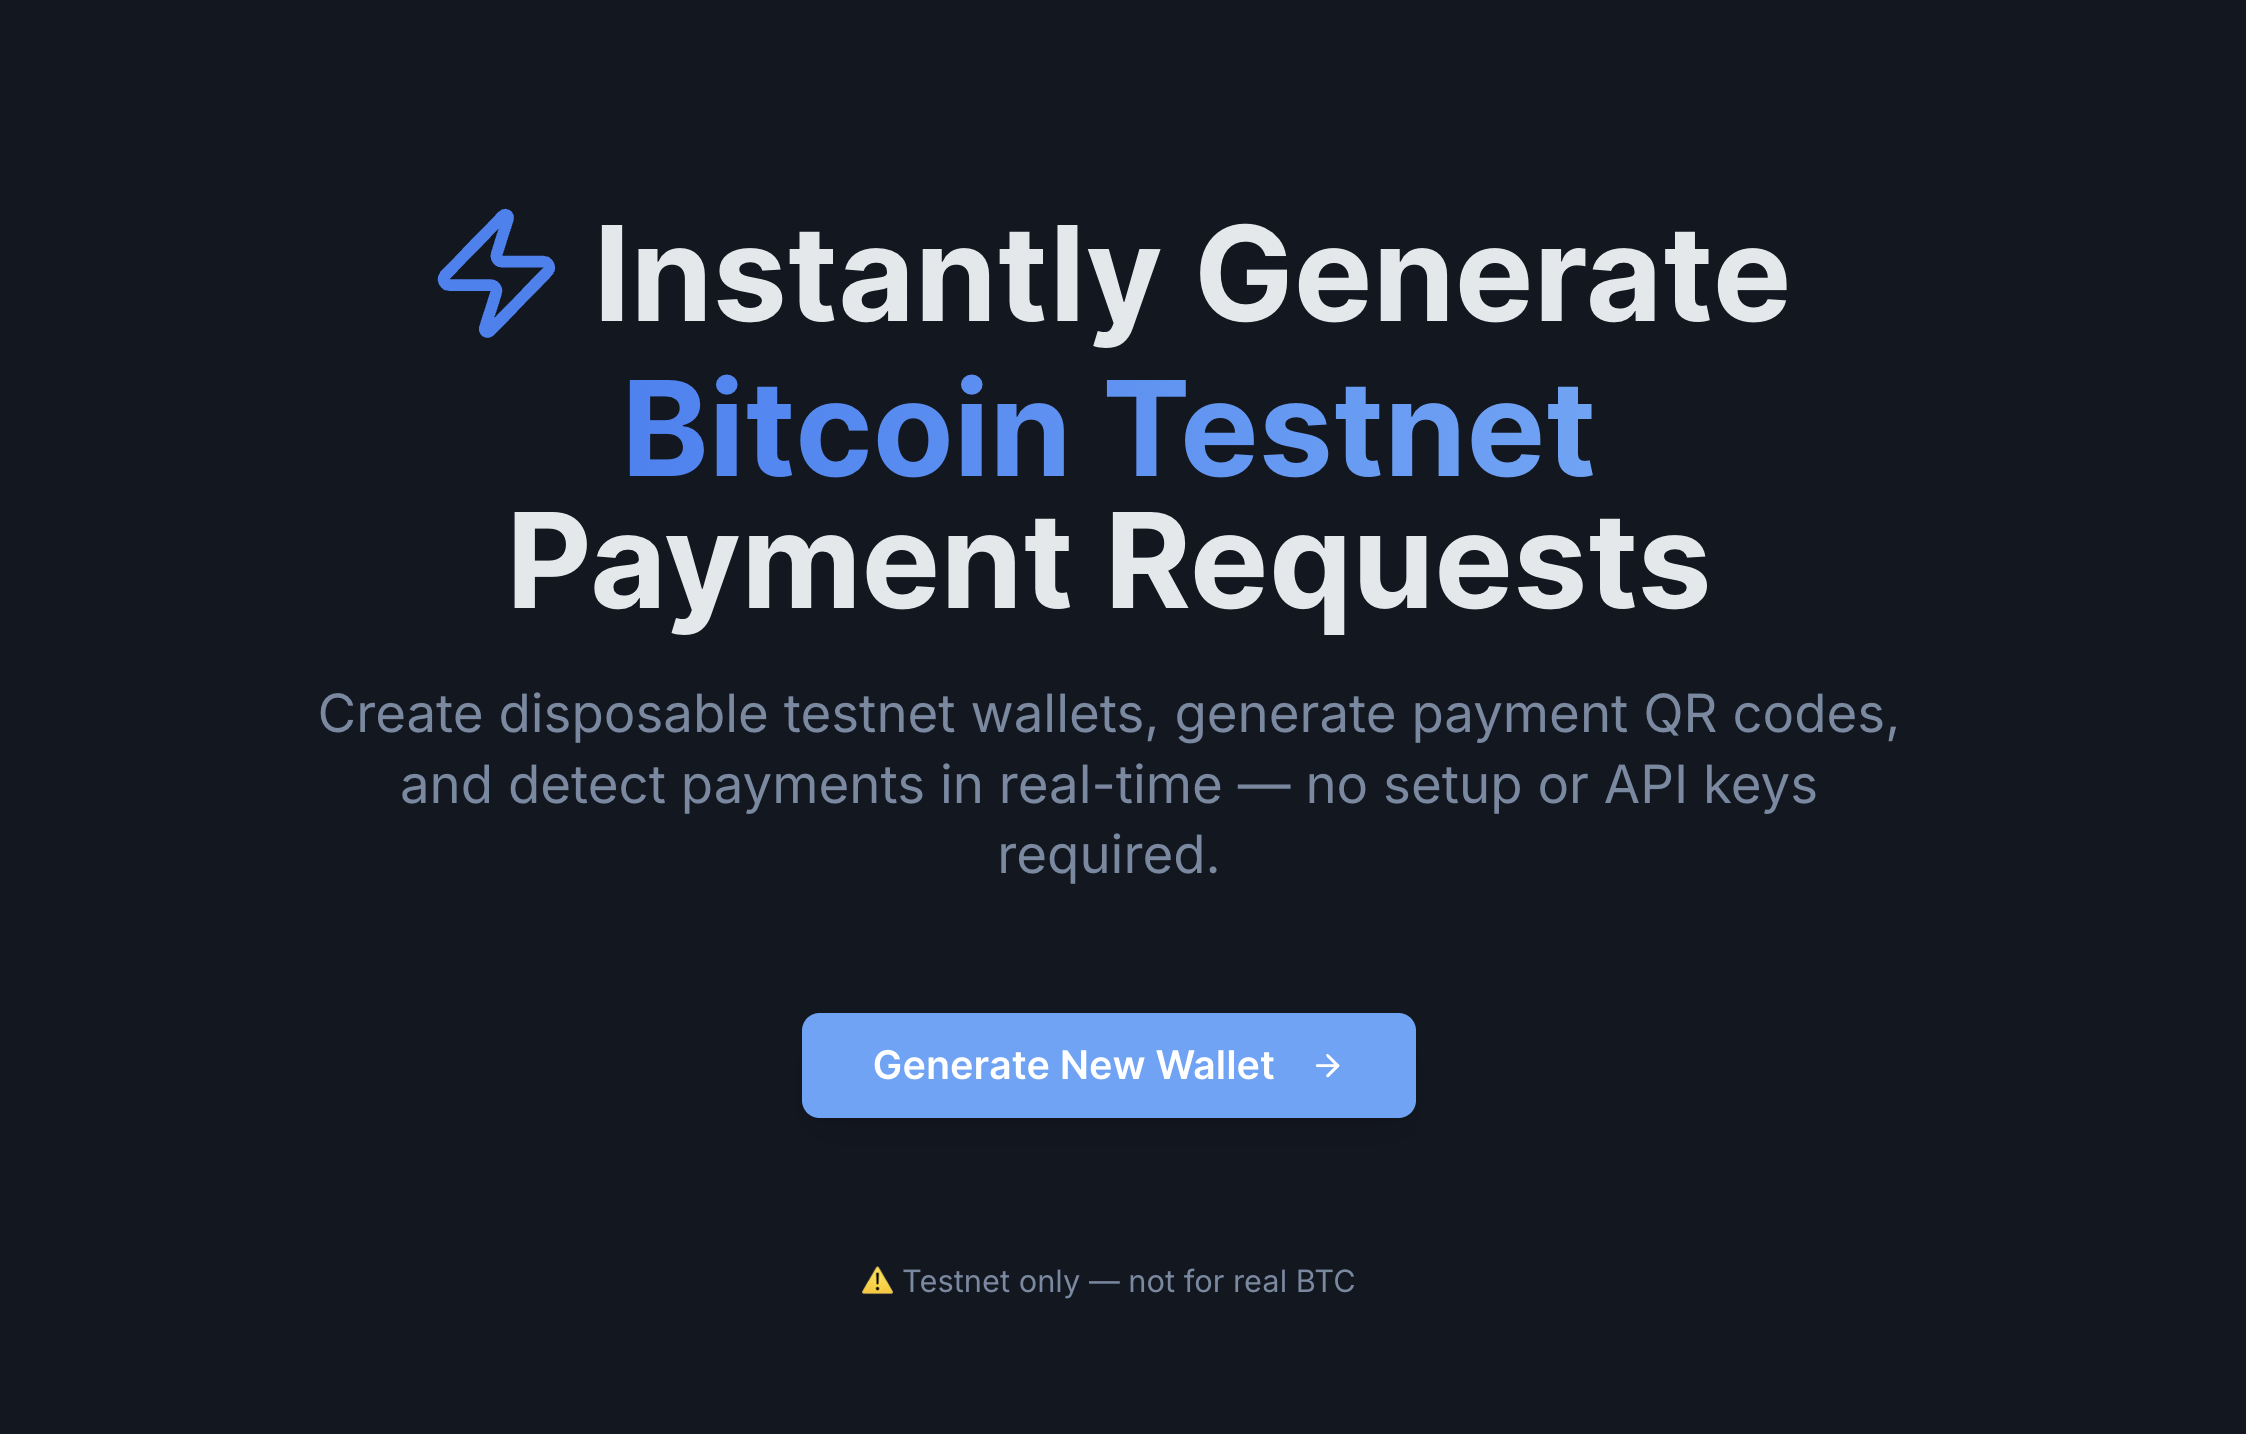 Instantly Generate
Bitcoin Testnet
Payment Requests
Create disposable testnet wallets, generate payment QR codes,
and detect payments in real-time — no setup or API keys
required.
Generate New Wallet →
⚠️ Testnet only — not for real BTC